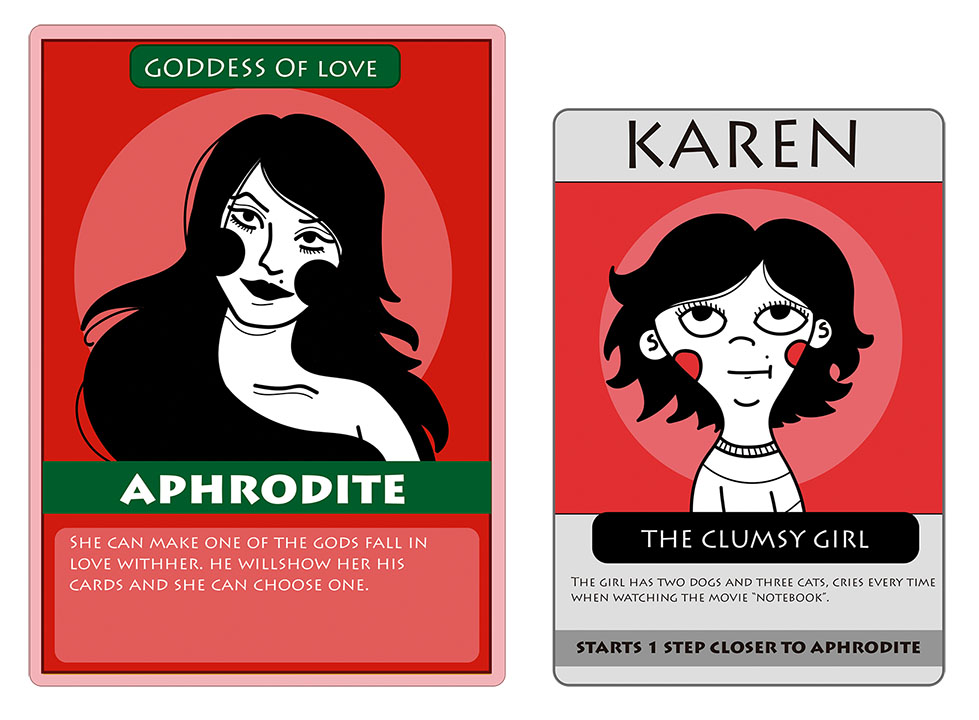 GODDESS OF LOVE
APHRODITE
SHE CAN MAKE ONE OF THE GODS FALL IN
LOVE WITHHER. HE WILLSHOW HER HIS
CARDS AND SHE CAN CHOOSE ONE.
KAREN
THE CLUMSY GIRL
THE GIRL HAS TWO DOGS AND THREE CATS, CRIES EVERY TIME
WHEN WATCHING THE MOVIE "NOTEBOOK".
STARTS 1 STEP CLOSER TO APHRODITE